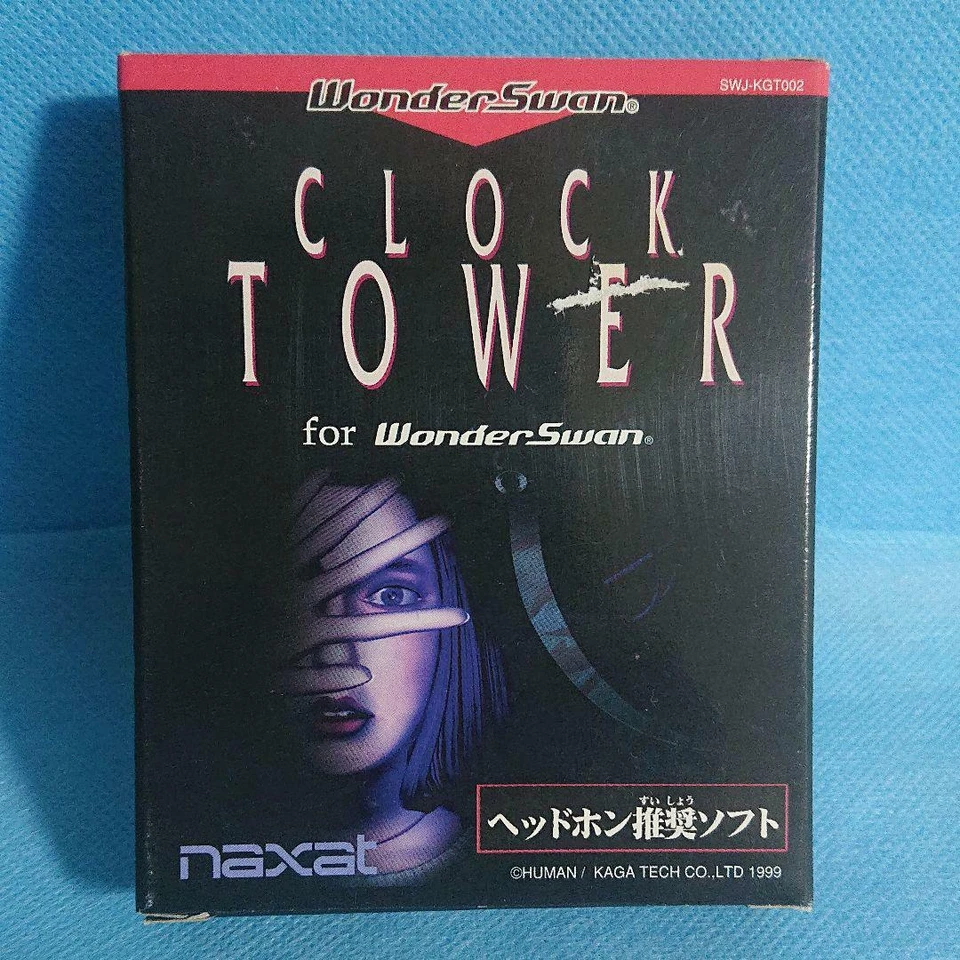 WonderSwan®
SWJ-KGT002
CLOCK
TOWER
for WonderSwan®
すい しょう
ヘッドホン推奨ソフト
naxat
©HUMAN / KAGA TECH CO.,LTD 1999